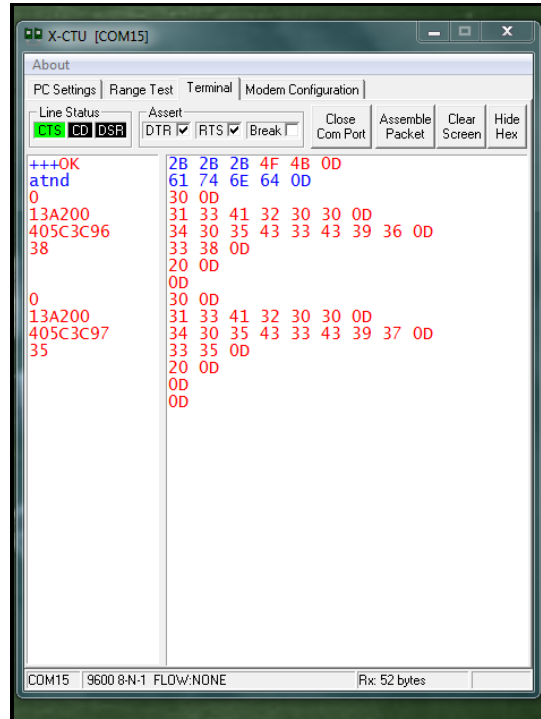 X-CTU [COM15]
About
PC Settings Range Test Terminal Modem Configuration
Line Status Assert
CTS CD DSR DTR RTS Break Close Com Port Assemble Packet Clear Screen Hide Hex
+++OK 2B 2B 2B 4F 4B 0D
atnd 61 74 6E 64 0D
0 30 0D
13A200 31 33 41 32 30 30 0D
405C3C96 34 30 35 43 33 43 39 36 0D
38 33 38 0D
20 0D
0D
0 30 0D
13A200 31 33 41 32 30 30 0D
405C3C97 34 30 35 43 33 43 39 37 0D
35 33 35 0D
20 0D
0D
0D
COM15 9600 8-N-1 FLOW:NONE Rx: 52 bytes